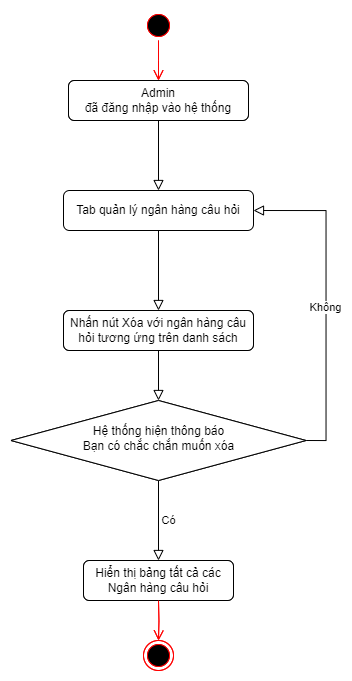 Admin
đã đăng nhập vào hệ thống
Tab quản lý ngân hàng câu hỏi
Không
Nhấn nút Xóa với ngân hàng câu
hỏi tương ứng trên danh sách
Hệ thống hiện thông báo
Bạn có chắc chắn muốn xóa
Có
Hiển thị bảng tất cả các
Ngân hàng câu hỏi